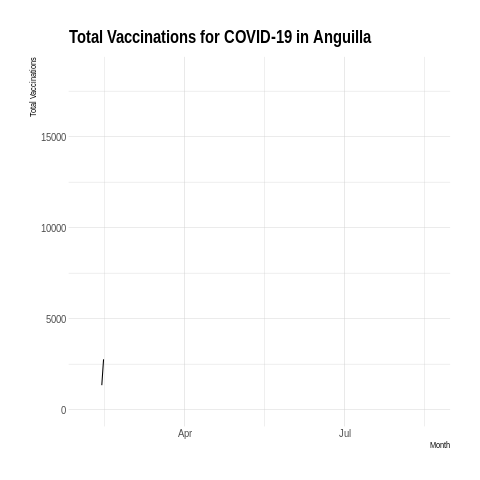 Total Vaccinations for COVID-19 in Anguilla
Total Vaccinations
15000
10000
5000
0
Apr
Jul
Month